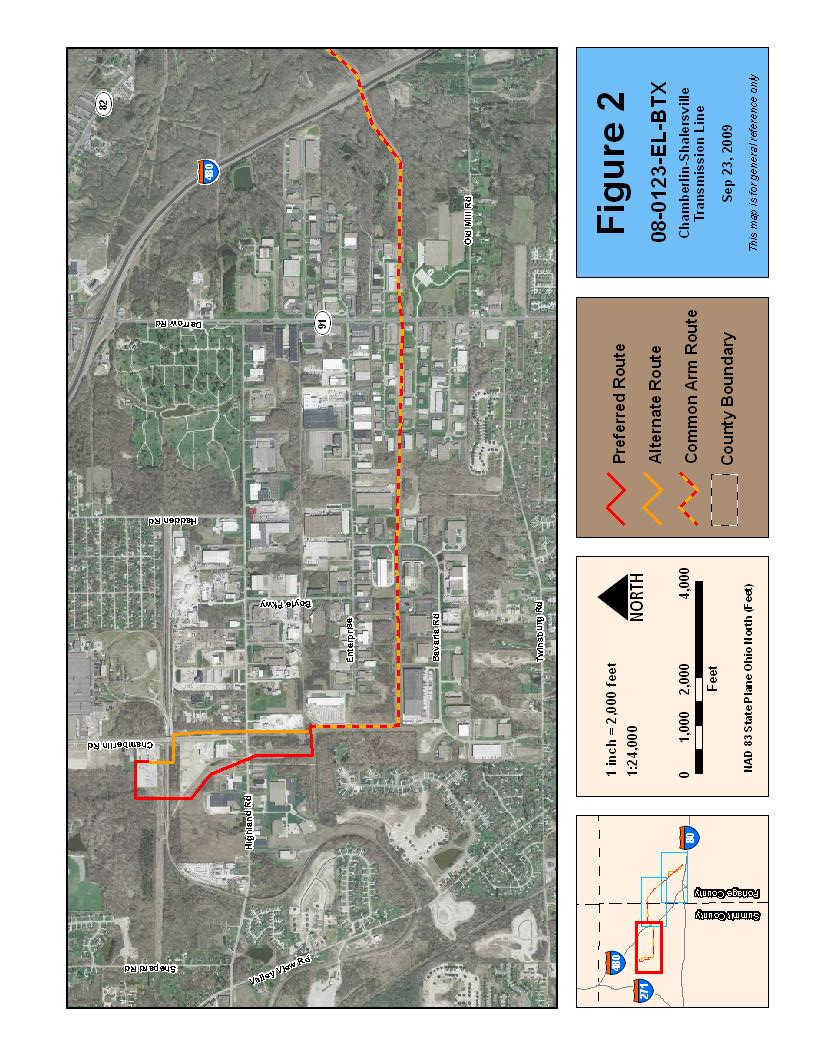 82
480
Old Mill Rd
Darrow Rd
91
Hadden Rd
Boyle Pkwy
Enterprise
Bavaria Rd
Twinsburg Rd
Chamberlin Rd
Highland Rd
Shepard Rd
Valley View Rd
Figure 2
08-0123-EL-BTX
Chamberlin-Shalersville
Transmission Line
Sep 23, 2009
This map is for general reference only
Preferred Route
Alternate Route
Common Arm Route
County Boundary
1 inch = 2,000 feet
1:24,000
NORTH
0 1,000 2,000 4,000
Feet
NAD 83 State Plane Ohio North (Feet)
480
271
80
Portage County
Summit County